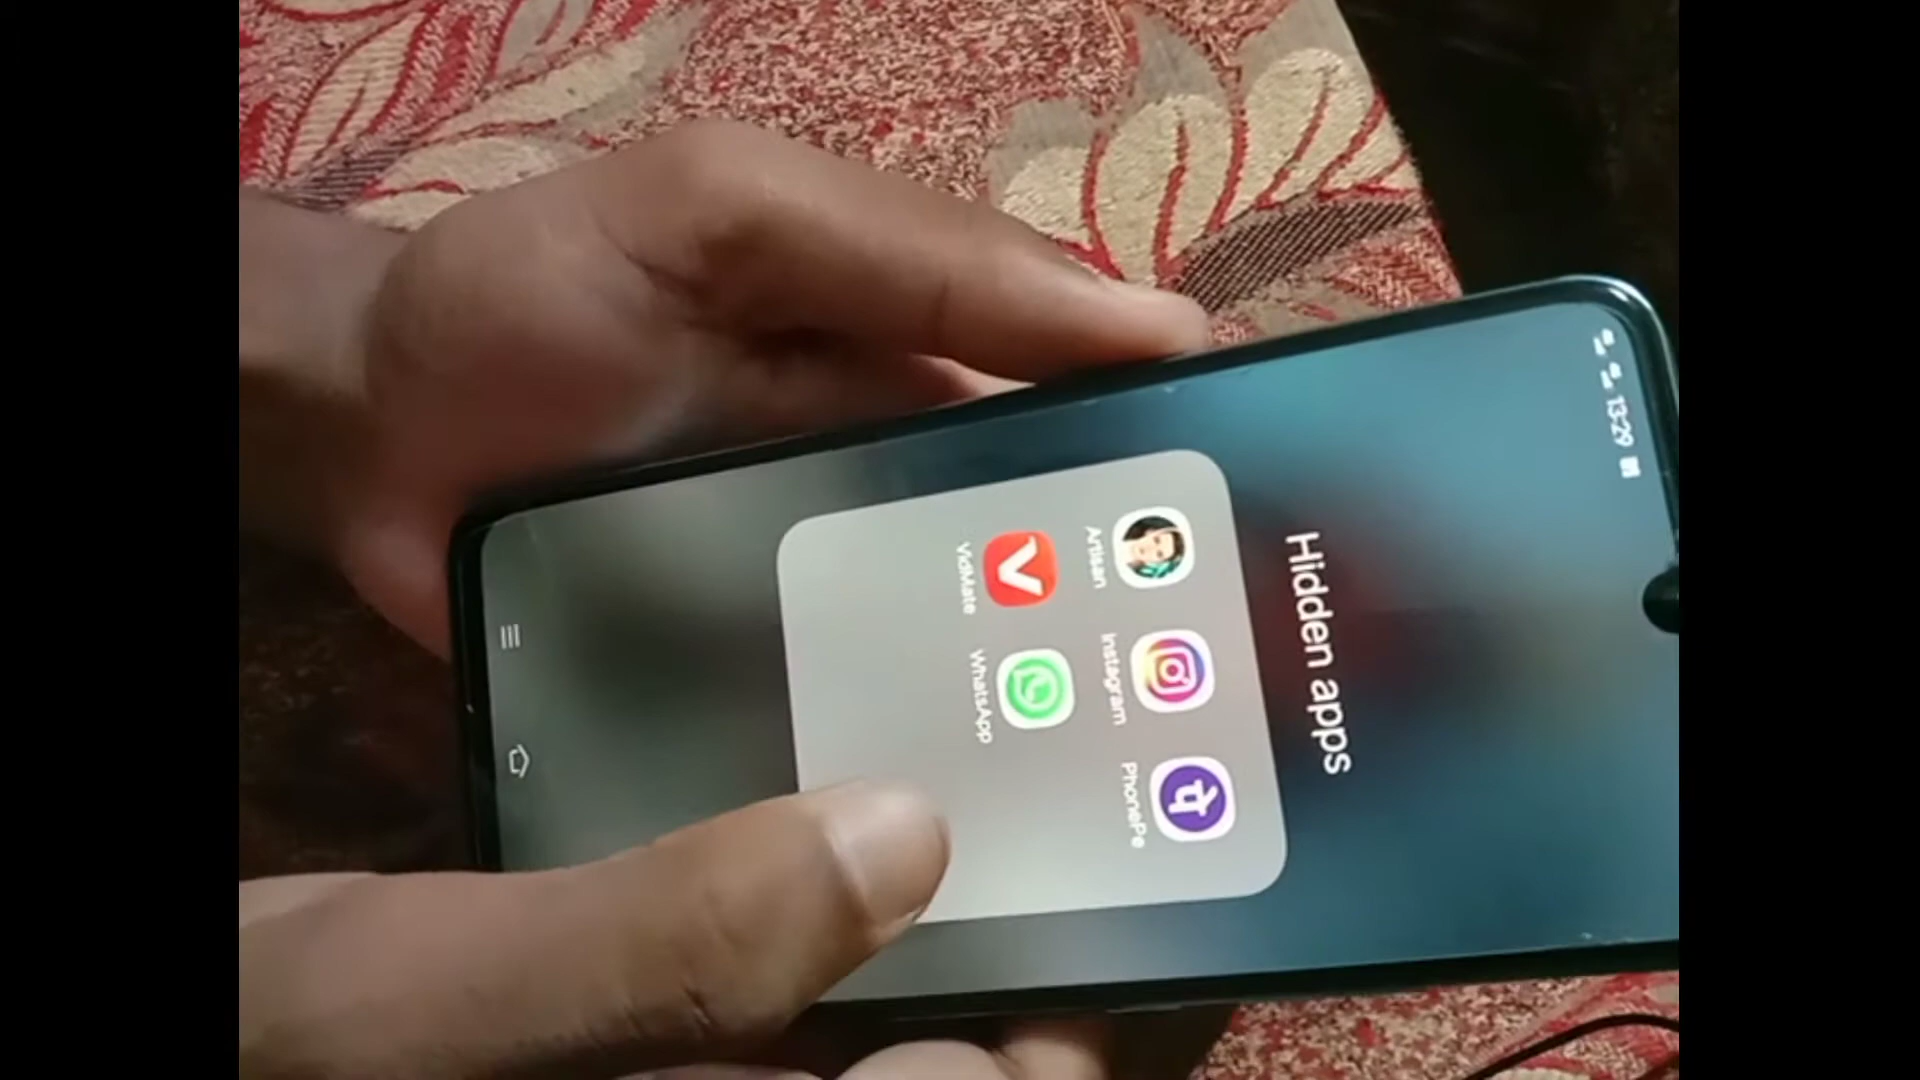 13:29
Hidden apps
Artisan
Instagram
PhonePe
VidMate
WhatsApp